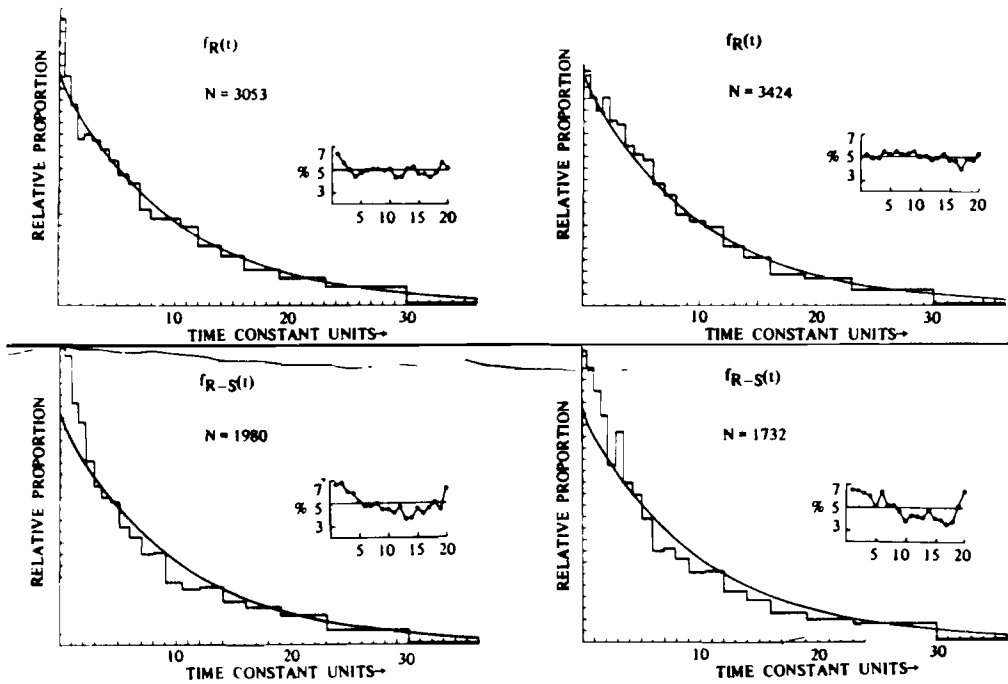 RELATIVE PROPORTION
f_R(t)
N = 3053
%
7
5
3
5 10 15 20
10 20 30
TIME CONSTANT UNITS→
RELATIVE PROPORTION
f_R(t)
N = 3424
%
7
5
3
5 10 15 20
10 20 30
TIME CONSTANT UNITS→
RELATIVE PROPORTION
f_R–S(t)
N = 1980
%
7
5
3
5 10 15 20
10 20 30
TIME CONSTANT UNITS→
RELATIVE PROPORTION
f_R–S(t)
N = 1732
%
7
5
3
5 10 15 20
10 20 30
TIME CONSTANT UNITS→